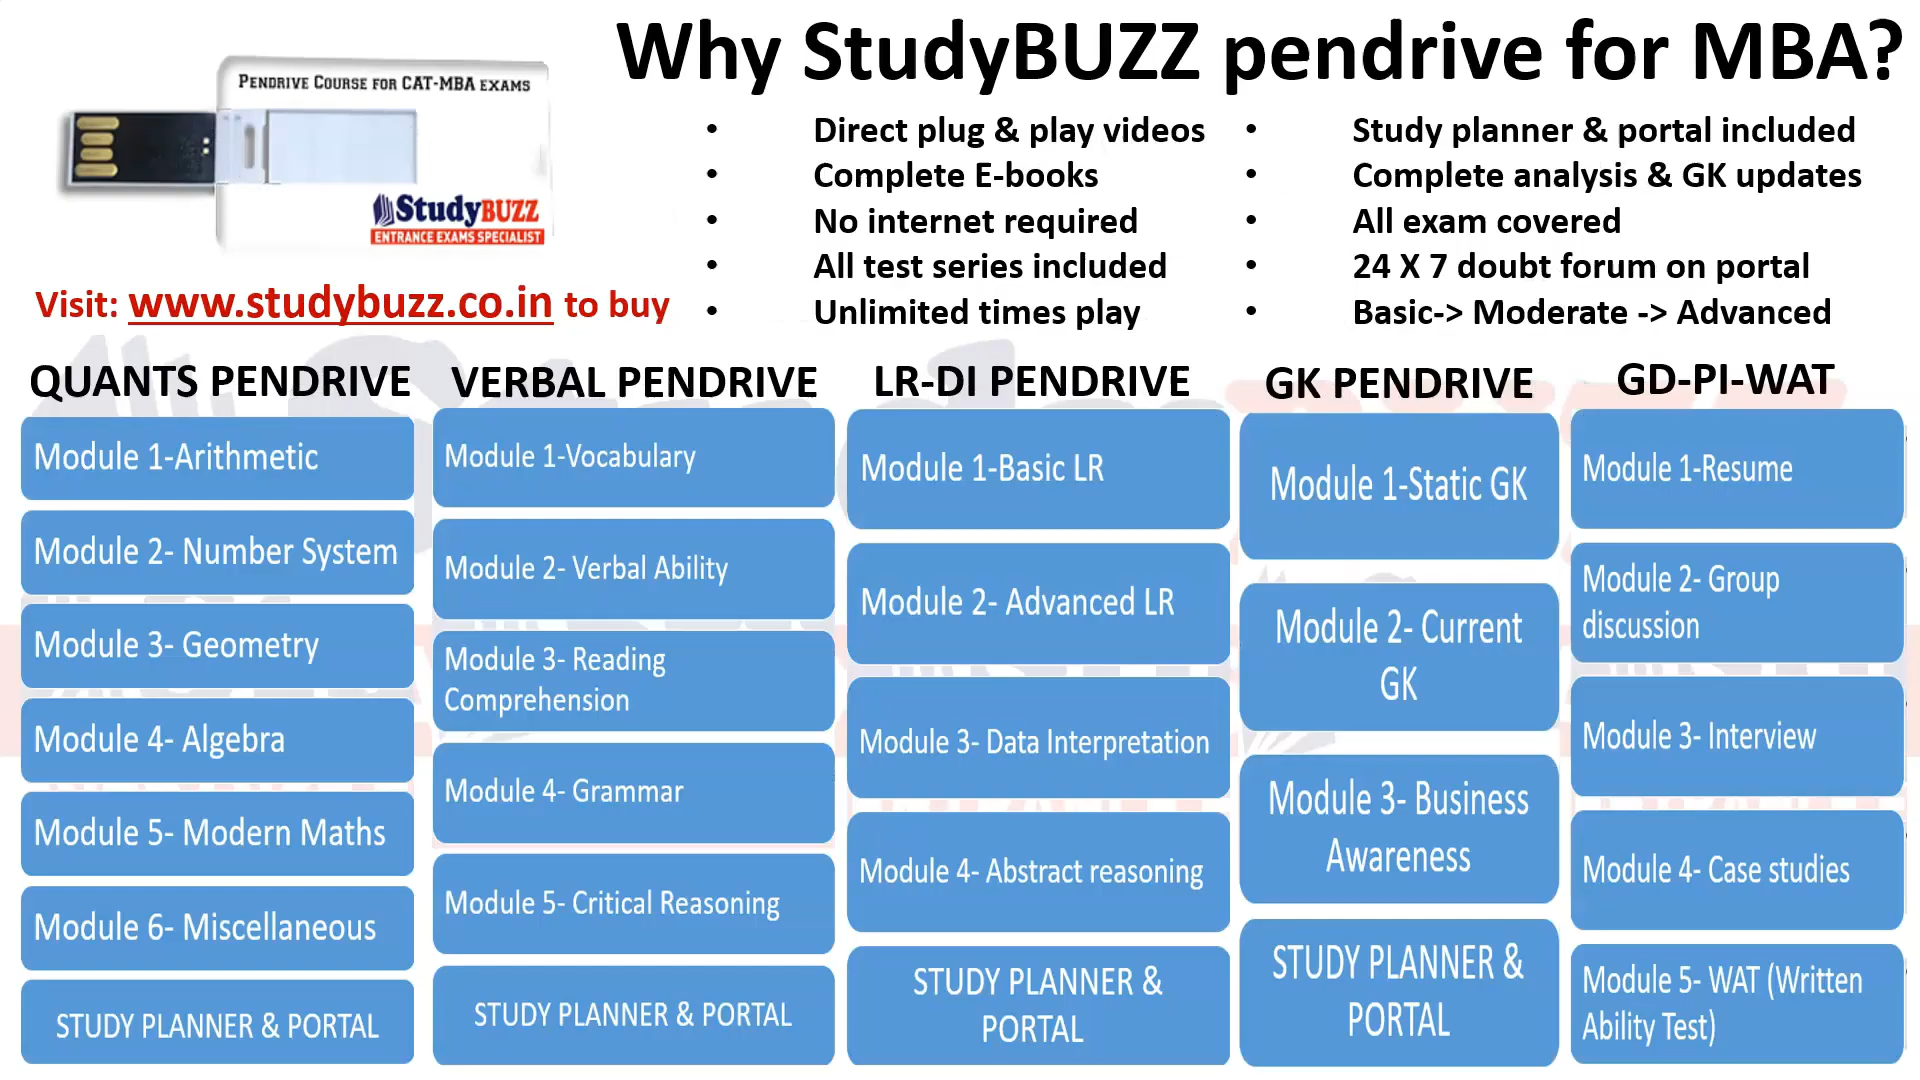 Why StudyBUZZ pendrive for MBA?
PENDRIVE COURSE FOR CAT-MBA EXAMS
StudyBUZZ
ENTRANCE EXAMS SPECIALIST
Visit: www.studybuzz.co.in to buy
• Direct plug & play videos
• Complete E-books
• No internet required
• All test series included
• Unlimited times play
• Study planner & portal included
• Complete analysis & GK updates
• All exam covered
• 24 X 7 doubt forum on portal
• Basic-> Moderate -> Advanced
QUANTS PENDRIVE
Module 1-Arithmetic
Module 2- Number System
Module 3- Geometry
Module 4- Algebra
Module 5- Modern Maths
Module 6- Miscellaneous
STUDY PLANNER & PORTAL
VERBAL PENDRIVE
Module 1-Vocabulary
Module 2- Verbal Ability
Module 3- Reading
Comprehension
Module 4- Grammar
Module 5- Critical Reasoning
STUDY PLANNER & PORTAL
LR-DI PENDRIVE
Module 1-Basic LR
Module 2- Advanced LR
Module 3- Data Interpretation
Module 4- Abstract reasoning
STUDY PLANNER &
PORTAL
GK PENDRIVE
Module 1-Static GK
Module 2- Current
GK
Module 3- Business
Awareness
STUDY PLANNER &
PORTAL
GD-PI-WAT
Module 1-Resume
Module 2- Group
discussion
Module 3- Interview
Module 4- Case studies
Module 5- WAT (Written
Ability Test)